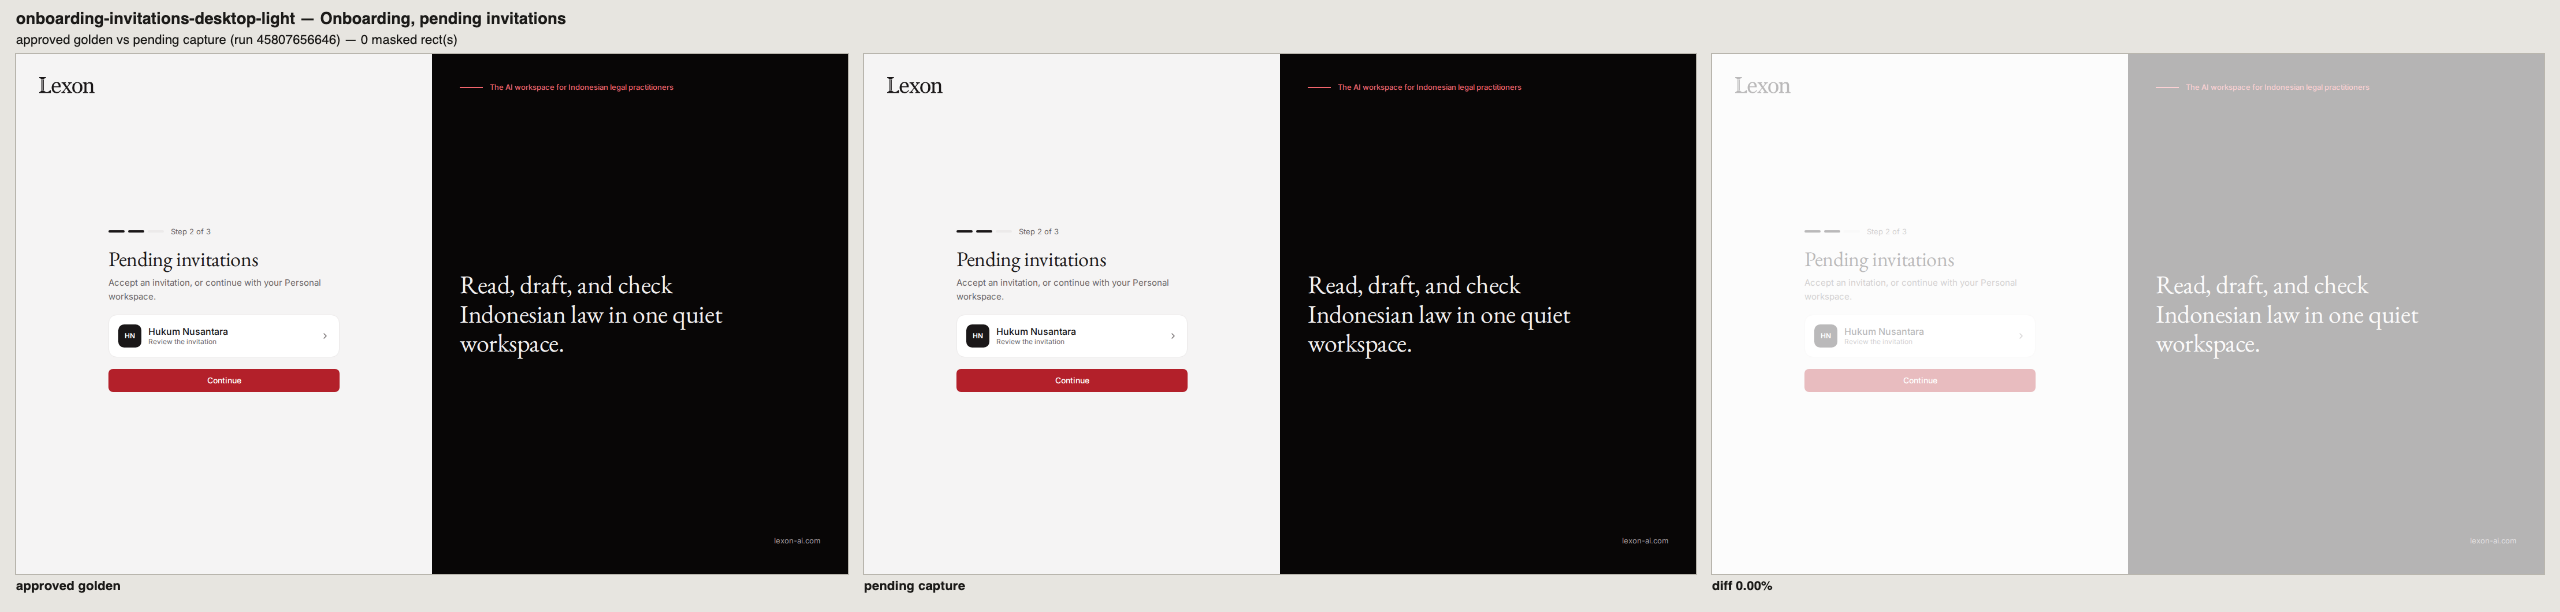 onboarding-invitations-desktop-light — Onboarding, pending invitations
approved golden vs pending capture (run 45807656646) — 0 masked rect(s)
Lexon
The AI workspace for Indonesian legal practitioners
Step 2 of 3
Pending invitations
Accept an invitation, or continue with your Personal
workspace.
HN
Hukum Nusantara
Review the invitation
Continue
Read, draft, and check
Indonesian law in one quiet
workspace.
lexon-ai.com
approved golden
Lexon
The AI workspace for Indonesian legal practitioners
Step 2 of 3
Pending invitations
Accept an invitation, or continue with your Personal
workspace.
HN
Hukum Nusantara
Review the invitation
Continue
Read, draft, and check
Indonesian law in one quiet
workspace.
lexon-ai.com
pending capture
Lexon
The AI workspace for Indonesian legal practitioners
Step 2 of 3
Pending invitations
Accept an invitation, or continue with your Personal
workspace.
HN
Hukum Nusantara
Review the invitation
Continue
Read, draft, and check
Indonesian law in one quiet
workspace.
lexon-ai.com
diff 0.00%